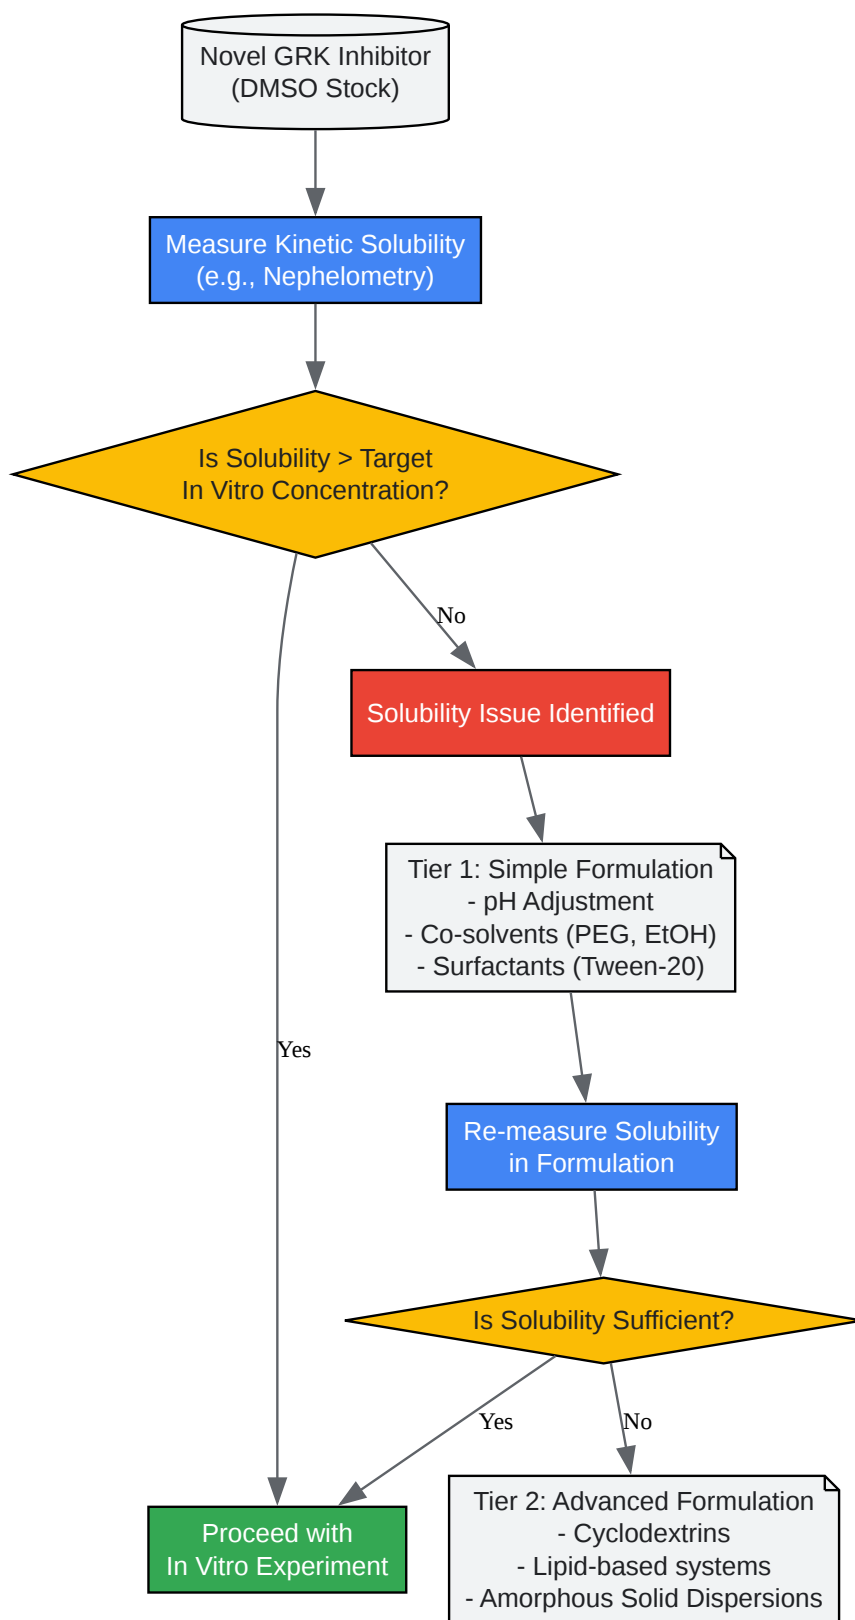 Novel GRK Inhibitor
(DMSO Stock)
Measure Kinetic Solubility
(e.g., Nephelometry)
Is Solubility > Target
In Vitro Concentration?
No
Solubility Issue Identified
Tier 1: Simple Formulation
- pH Adjustment
- Co-solvents (PEG, EtOH)
- Surfactants (Tween-20)
Yes
Re-measure Solubility
in Formulation
Is Solubility Sufficient?
Yes
No
Proceed with
In Vitro Experiment
Tier 2: Advanced Formulation
- Cyclodextrins
- Lipid-based systems
- Amorphous Solid Dispersions